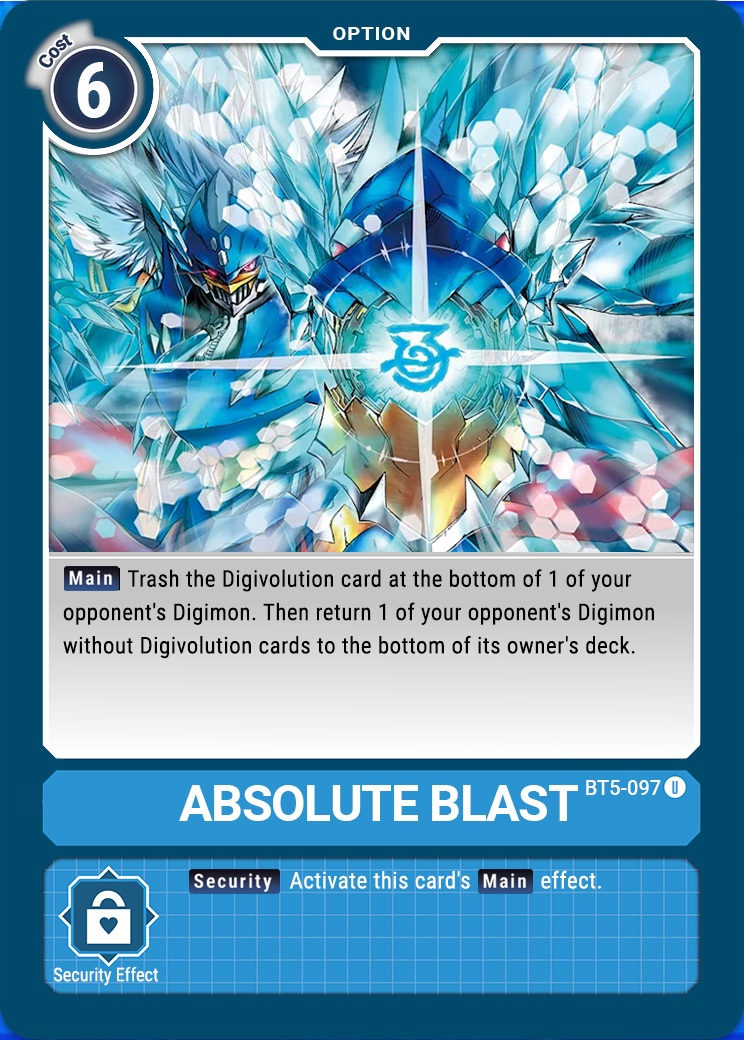 OPTION
Cost
6
Main Trash the Digivolution card at the bottom of 1 of your
opponent's Digimon. Then return 1 of your opponent's Digimon
without Digivolution cards to the bottom of its owner's deck.
ABSOLUTE BLAST BT5-097 U
Security Activate this card's Main effect.
Security Effect